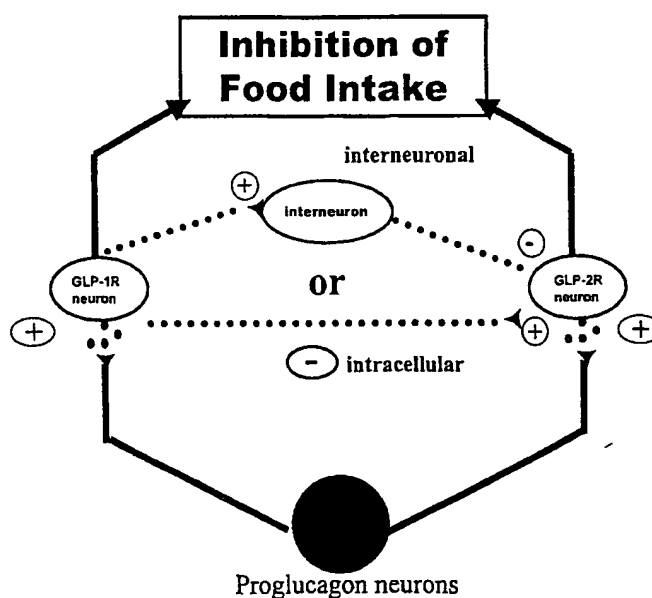 Inhibition of
Food Intake
interneuronal
+
interneuron
-
GLP-1R
neuron
or
GLP-2R
neuron
+
+
+
- intracellular
Proglucagon neurons